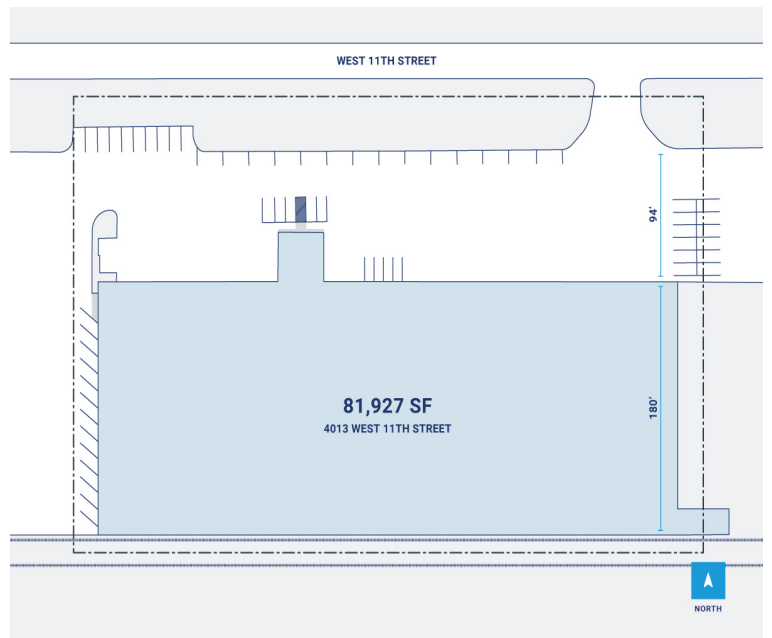 WEST 11TH STREET
94'
180'
81,927 SF
4013 WEST 11TH STREET
NORTH